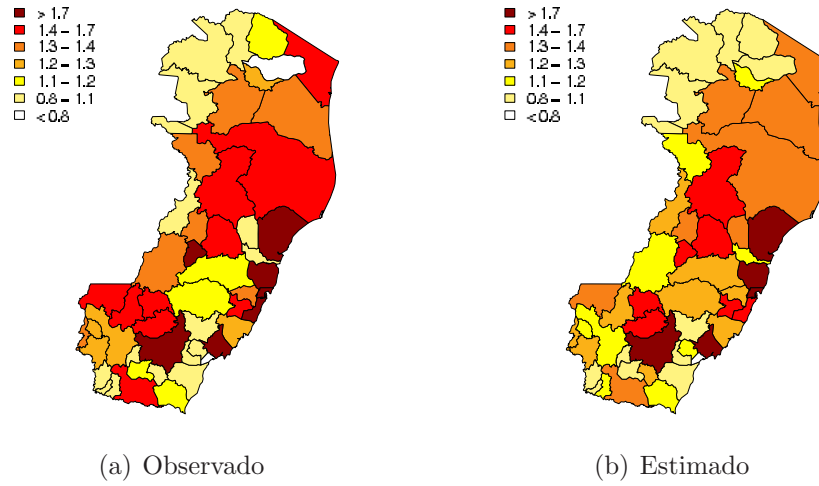 > 1.7
1.4 – 1.7
1.3 – 1.4
1.2 – 1.3
1.1 – 1.2
0.8 – 1.1
< 0.8
(a) Observado
> 1.7
1.4 – 1.7
1.3 – 1.4
1.2 – 1.3
1.1 – 1.2
0.8 – 1.1
< 0.8
(b) Estimado